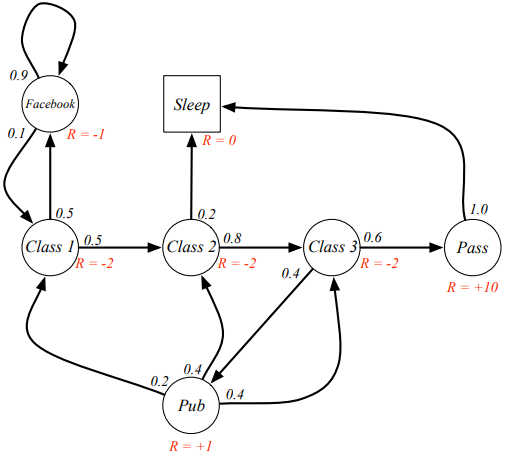 0.9
Facebook
Sleep
0.1
R = -1
R = 0
0.5
0.2
1.0
Class 1
0.5
Class 2
0.8
Class 3
0.6
Pass
R = -2
R = -2
R = -2
0.4
R = +10
0.2
0.4
0.4
Pub
R = +1